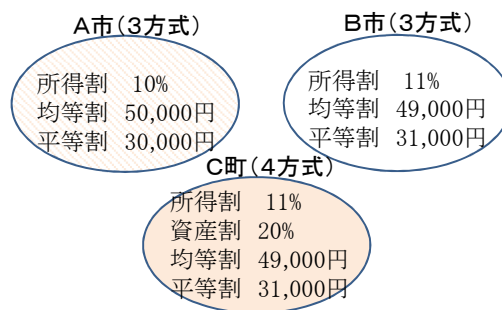 A市(3方式)
所得割 10%
均等割 50,000円
平等割 30,000円
B市(3方式)
所得割 11%
均等割 49,000円
平等割 31,000円
C町(4方式)
所得割 11%
資産割 20%
均等割 49,000円
平等割 31,000円